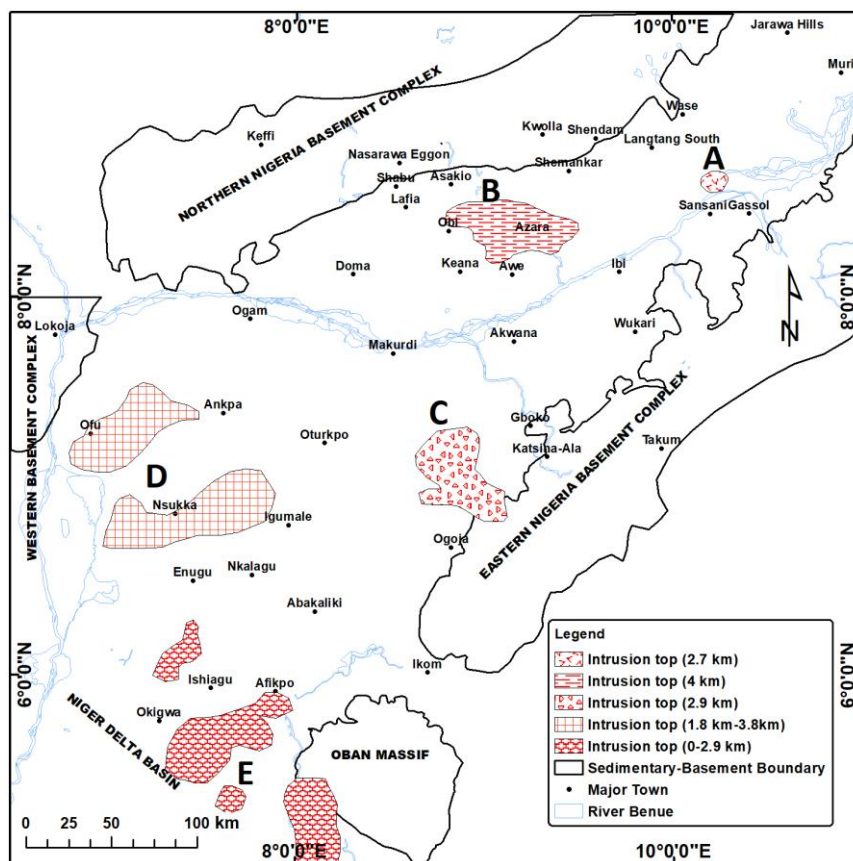 8°0'0"E
10°0'0"E
Jarawa Hills
Muri
NORTHERN NIGERIA BASEMENT COMPLEX
Wase
Keffi
Kwolla
Shendam
Langtang South
A
Nasarawa Eggon
Shemankar
Shabu
Asakio
B
Lafia
Sansani
Gassol
Obi
Azara
Doma
Keana
Awe
Ibi
8°0'0"N
8°0'0"N
Ogam
Lokoja
Makurdi
Akwana
Wukari
N
WESTERN BASEMENT COMPLEX
Ankpa
C
Gboko
Ofu
Oturkpo
Katsina-Ala
Takum
EASTERN NIGERIA BASEMENT COMPLEX
D
Nsukka
Igumale
Ogoja
Enugu
Nkalagu
Abakaliki
6°0'0"N
6°0'0"N
Ikom
Ishiagu
Afikpo
Okigwa
NIGER DELTA BASIN
OBAN MASSIF
E
Legend
Intrusion top (2.7 km)
Intrusion top (4 km)
Intrusion top (2.9 km)
Intrusion top (1.8 km-3.8km)
Intrusion top (0-2.9 km)
Sedimentary-Basement Boundary
Major Town
River Benue
0 25 50 100 km
8°0'0"E
10°0'0"E